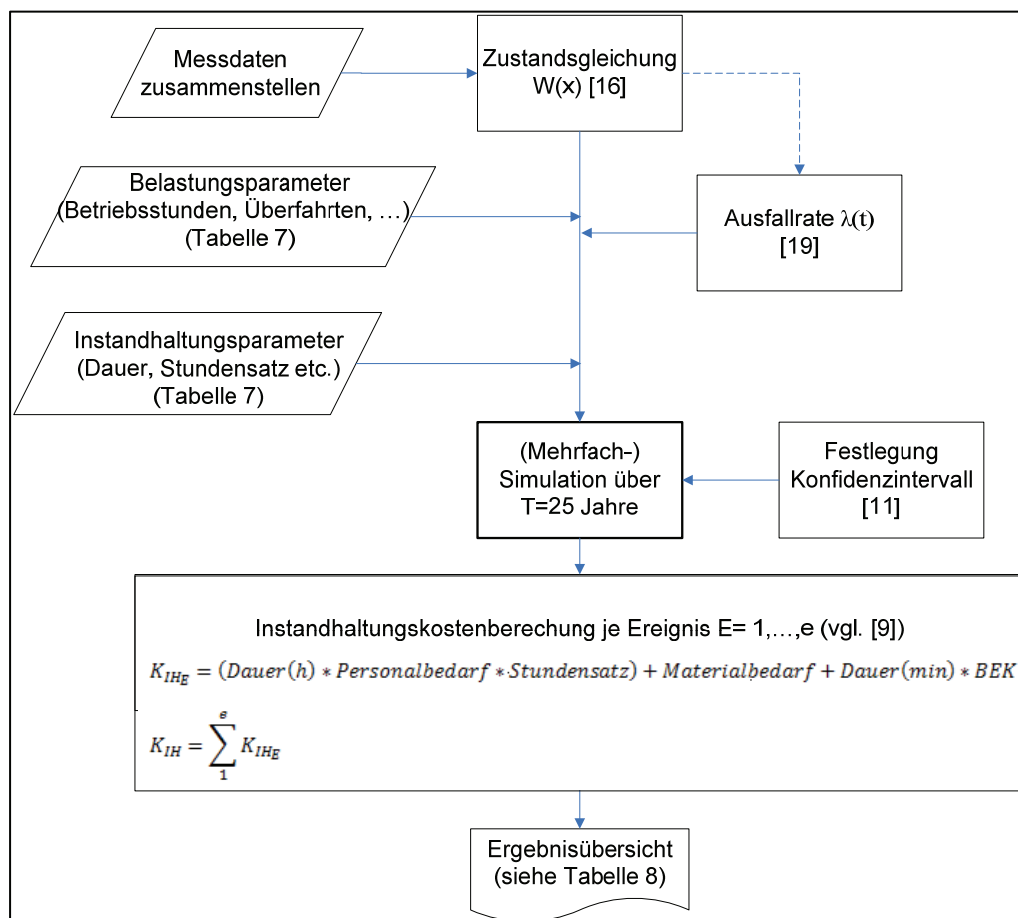 Messdaten
zusammenstellen
Zustandsgleichung
W(x) [16]
Belastungsparameter
(Betriebsstunden, Überfahrten, …)
(Tabelle 7)
Ausfallrate λ(t)
[19]
Instandhaltungsparameter
(Dauer, Stundensatz etc.)
(Tabelle 7)
(Mehrfach-)
Simulation über
T=25 Jahre
Festlegung
Konfidenzintervall
[11]
Instandhaltungskostenberechung je Ereignis E= 1,…,e (vgl. [9])
K_{IH_E} = (Dauer(h) * Personalbedarf * Stundensatz) + Materialbedarf + Dauer(min) * BEK
K_{IH} = \sum_{1}^{e} K_{IH_E}
Ergebnisübersicht
(siehe Tabelle 8)